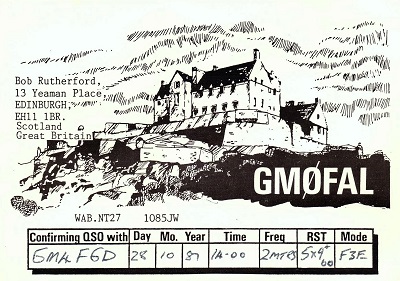 Bob Rutherford,
13 Yeaman Place
EDINBURGH,
EH11 1BR.
Scotland
Great Britain
GMØFAL
WAB.NT27 1085JW
Confirming QSO with Day Mo. Year Time Freq RST Mode
28 10 87 14-00 2MTRS 5x9+ 60 F3E